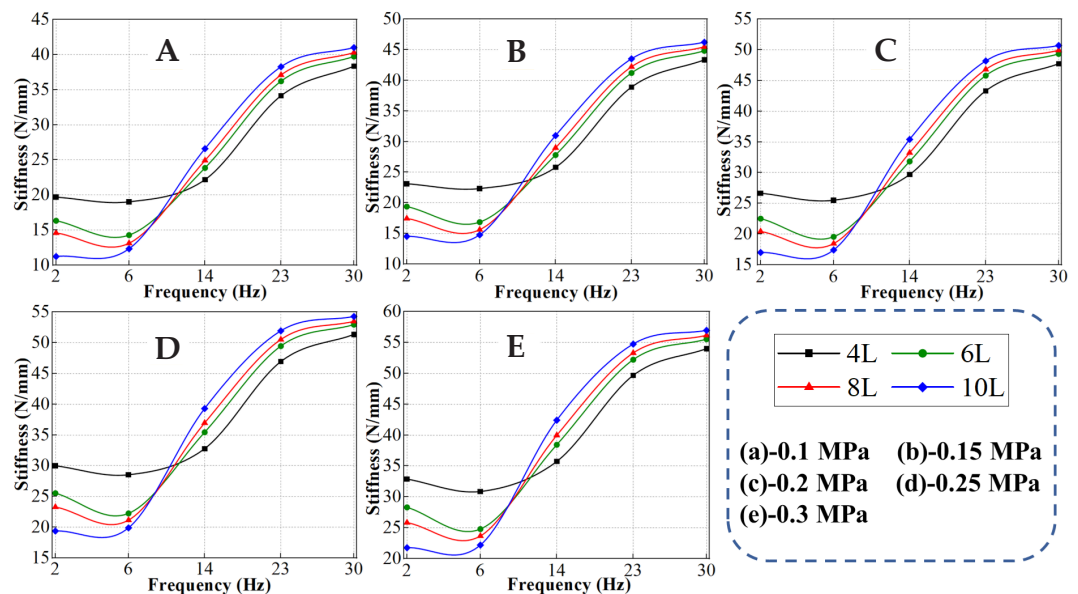 A
Stiffness (N/mm)
45
40
35
30
25
20
15
10
2 6 14 23 30
Frequency (Hz)
B
Stiffness (N/mm)
50
45
40
35
30
25
20
15
10
2 6 14 23 30
Frequency (Hz)
C
Stiffness (N/mm)
55
50
45
40
35
30
25
20
15
2 6 14 23 30
Frequency (Hz)
D
Stiffness (N/mm)
55
50
45
40
35
30
25
20
15
2 6 14 23 30
Frequency (Hz)
E
Stiffness (N/mm)
60
55
50
45
40
35
30
25
20
2 6 14 23 30
Frequency (Hz)
4L 6L
8L 10L
(a)-0.1 MPa (b)-0.15 MPa
(c)-0.2 MPa (d)-0.25 MPa
(e)-0.3 MPa